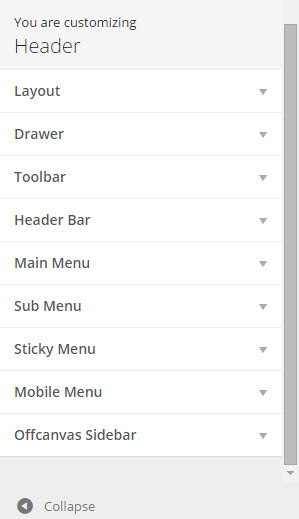 You are customizing
Header
Layout
Drawer
Toolbar
Header Bar
Main Menu
Sub Menu
Sticky Menu
Mobile Menu
Offcanvas Sidebar
Collapse